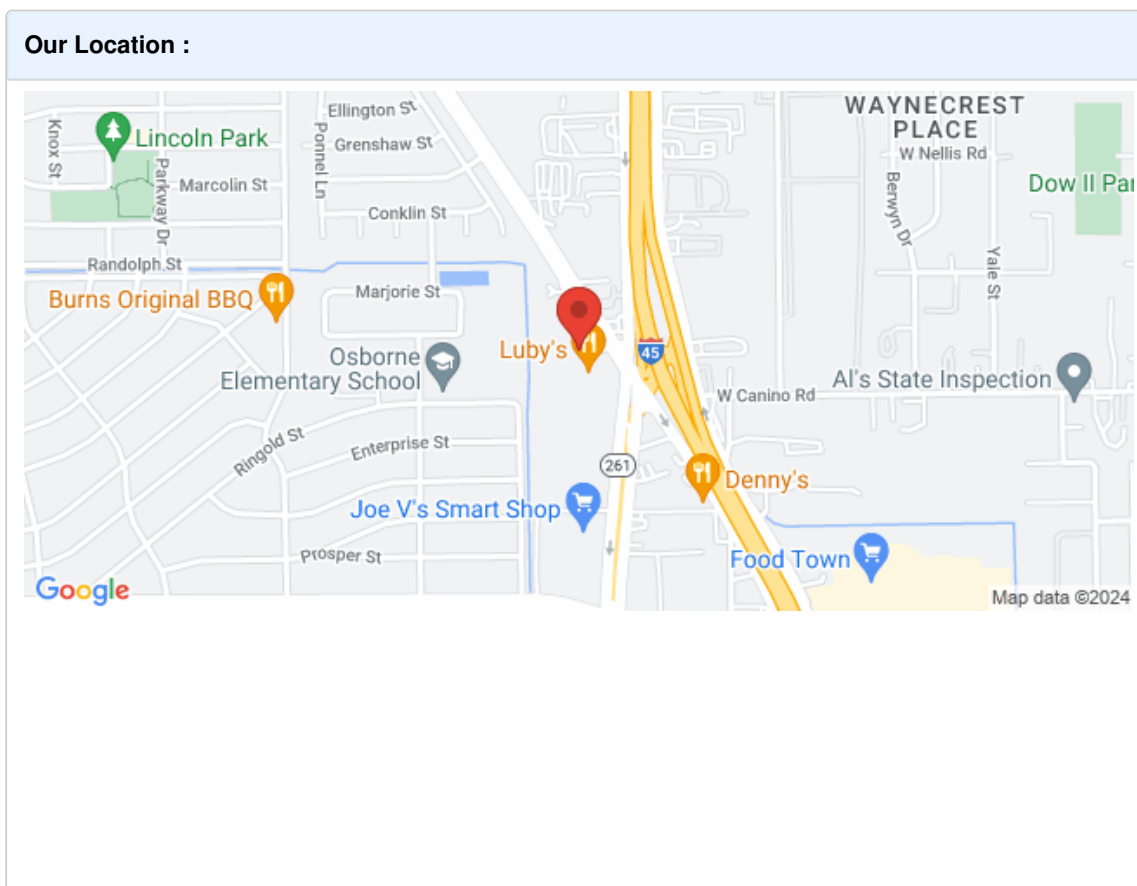 Our Location :
WAYNECREST
PLACE
Ellington St
Lincoln Park
Knox St
Ponnel Ln
Grenshaw St
W Nellis Rd
Parkway Dr
Marcolin St
Berwyn Dr
Dow II Par
Conklin St
Randolph St
Yale St
Burns Original BBQ
Marjorie St
Luby's
45
Osborne
Elementary School
Al's State Inspection
W Canino Rd
Ringold St
Enterprise St
261
Denny's
Joe V's Smart Shop
Prosper St
Food Town
Google
Map data ©2024